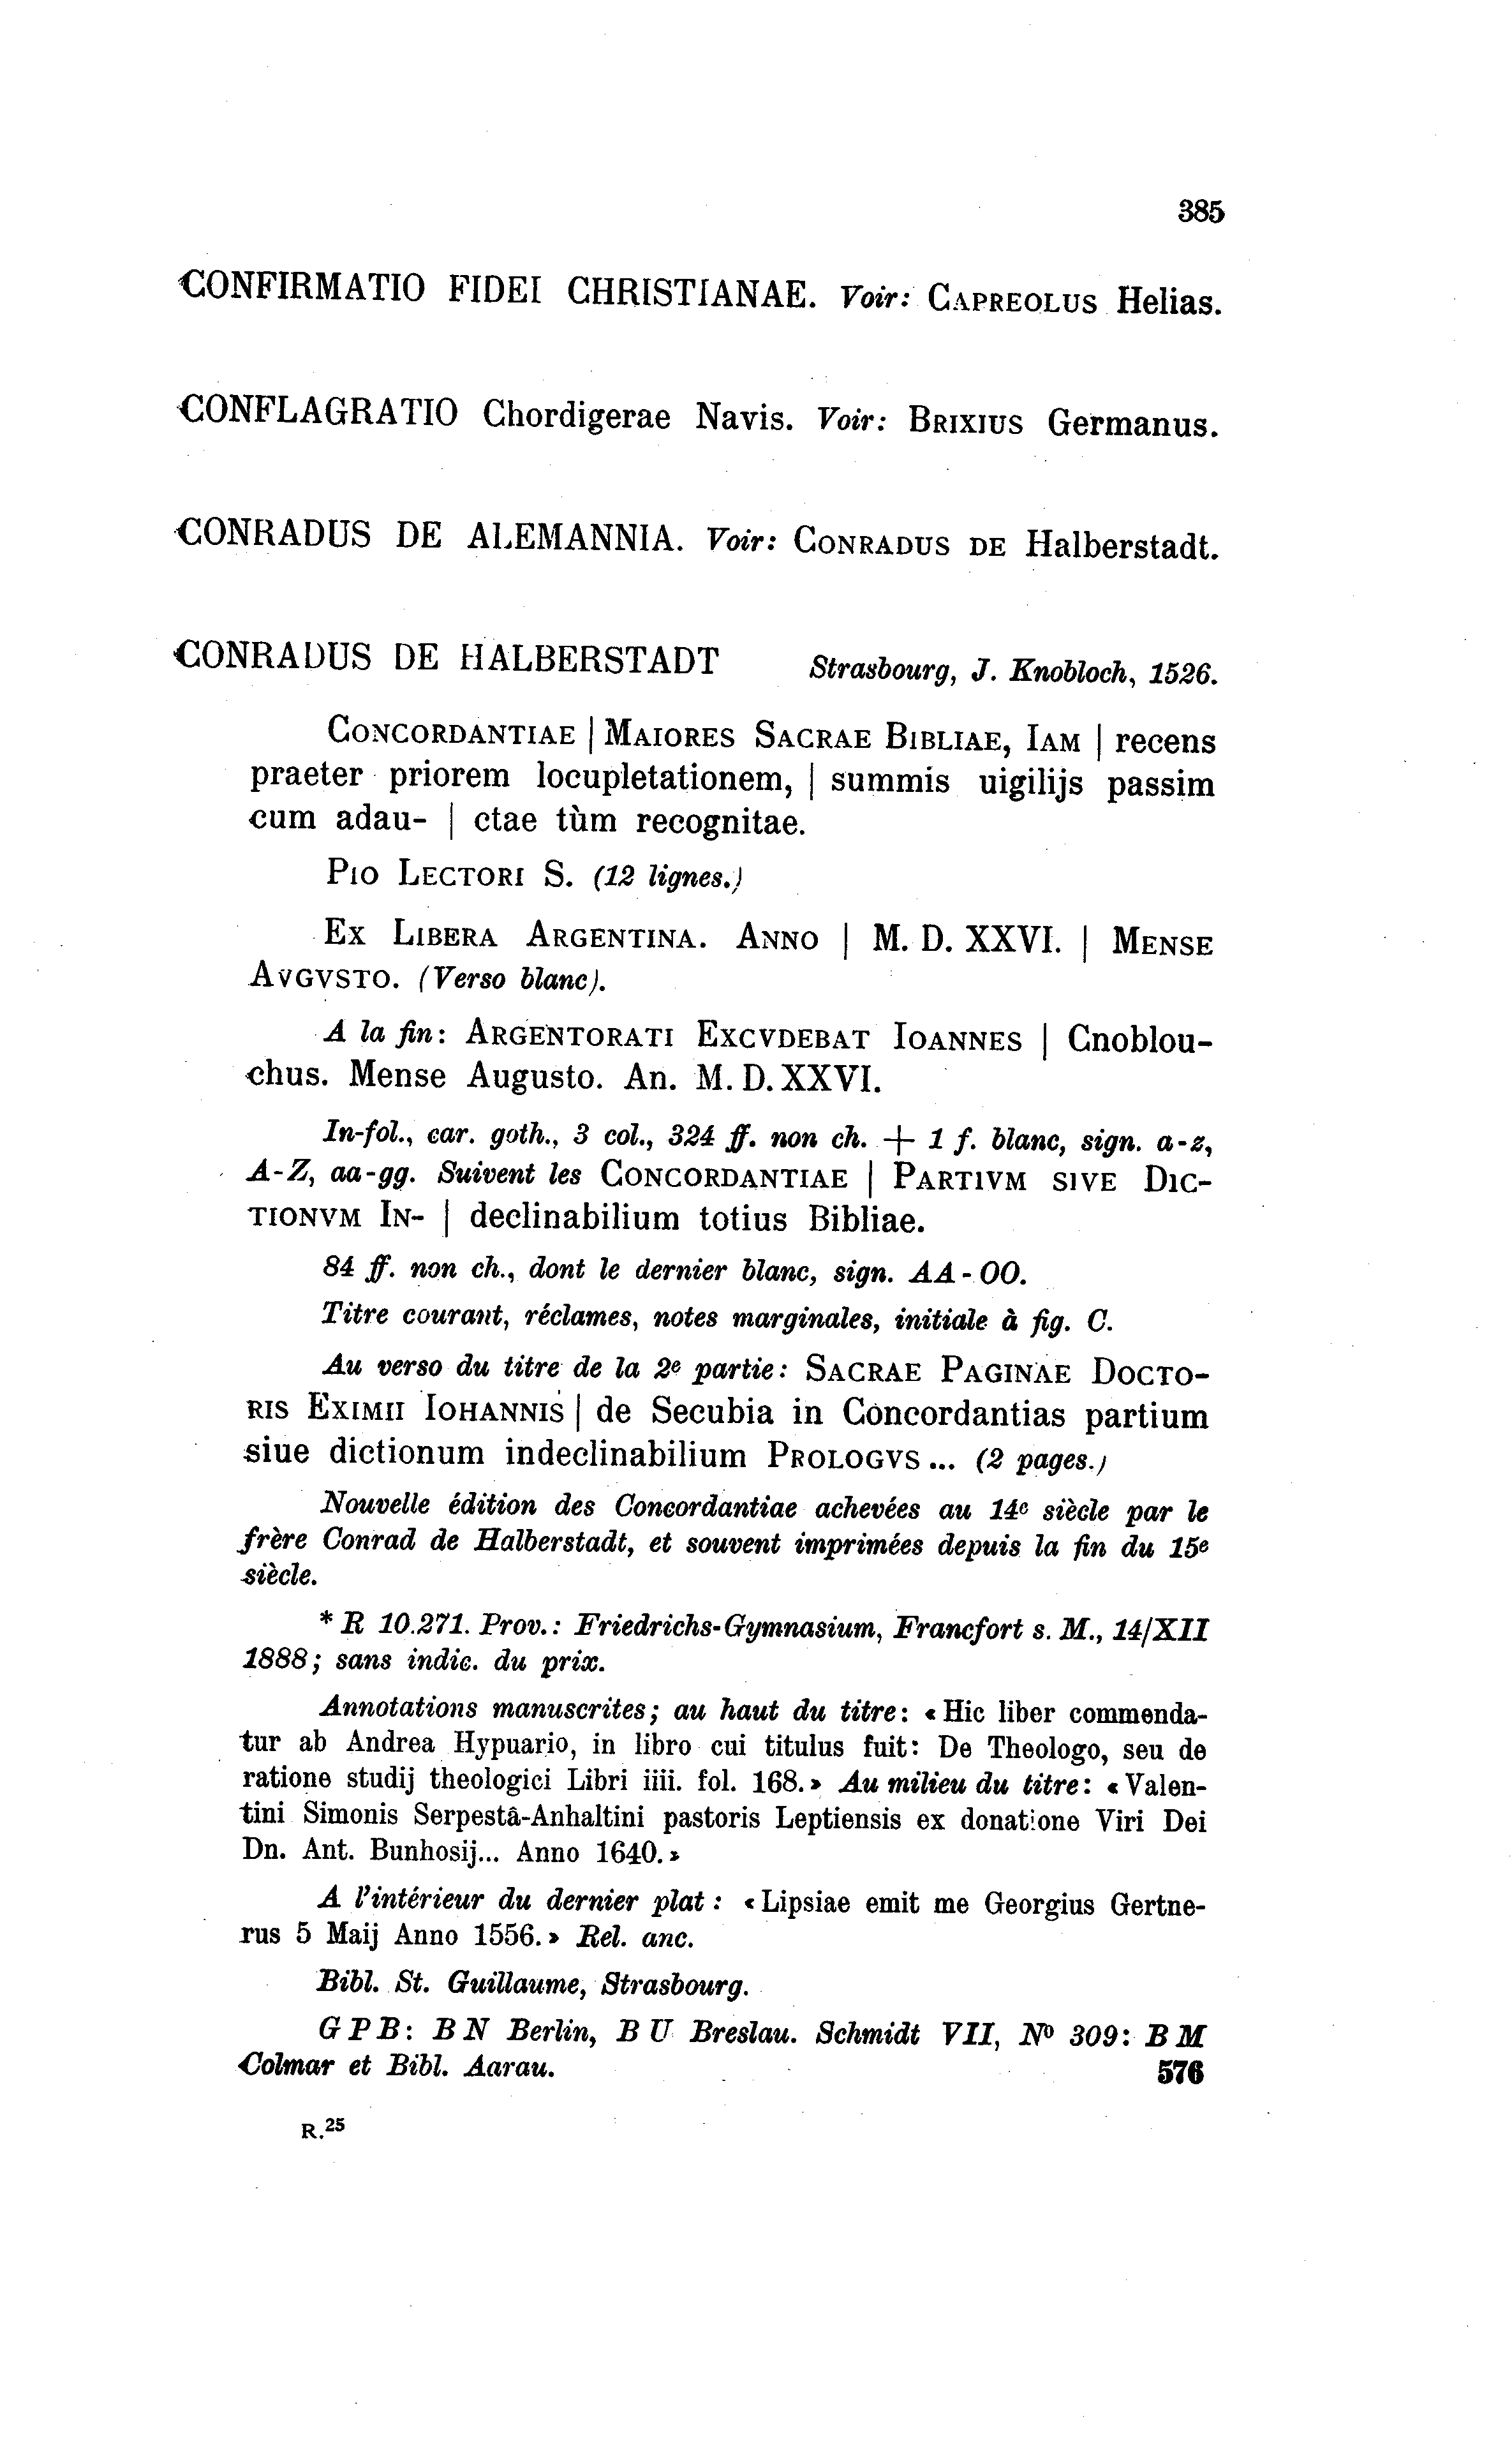 385
CONFIRMATIO FIDEI CHRISTIANAE. Voir: CAPREOLUS Helias.
CONFLAGRATIO Chordigerae Navis. Voir: BRIXIUS Germanus.
CONRADUS DE ALEMANNIA. Voir: CONRADUS DE Halberstadt.
CONRADUS DE HALBERSTADT Strasbourg, J. Knobloch, 1526.
CONCORDANTIAE | MAIORES SACRAE BIBLIAE, IAM | recens
praeter priorem locupletationem, | summis uigilijs passim
cum adau- | ctae tùm recognitae.
PIO LECTORI S. (12 lignes.)
EX LIBERA ARGENTINA. ANNO | M. D. XXVI. | MENSE
AVGVSTO. (Verso blanc).
A la fin: ARGENTORATI EXCVDEBAT IOANNES | Cnoblou-
chus. Mense Augusto. An. M. D. XXVI.
In-fol., car. goth., 3 col., 324 ff. non ch. + 1 f. blanc, sign. a-z,
A-Z, aa-gg. Suivent les CONCORDANTIAE | PARTIVM SIVE DIC-
TIONVM IN- | declinabilium totius Bibliae.
84 ff. non ch., dont le dernier blanc, sign. AA-OO.
Titre courant, réclames, notes marginales, initiale à fig. C.
Au verso du titre de la 2e partie: SACRAE PAGINAE DOCTO-
RIS EXIMII IOHANNIS | de Secubia in Concordantias partium
siue dictionum indeclinabilium PROLOGVS ... (2 pages.)
Nouvelle édition des Concordantiae achevées au 14e siècle par le
frère Conrad de Halberstadt, et souvent imprimées depuis la fin du 15e
siècle.
* R 10.271. Prov.: Friedrichs-Gymnasium, Francfort s. M., 14/XII
1888; sans indic. du prix.
Annotations manuscrites; au haut du titre: «Hic liber commenda-
tur ab Andrea Hypuario, in libro cui titulus fuit: De Theologo, seu de
ratione studij theologici Libri iiii. fol. 168.» Au milieu du titre: «Valen-
tini Simonis Serpestâ-Anhaltini pastoris Leptiensis ex donatione Viri Dei
Dn. Ant. Bunhosij... Anno 1640.»
A l'intérieur du dernier plat: «Lipsiae emit me Georgius Gertne-
rus 5 Maij Anno 1556.» Rel. anc.
Bibl. St. Guillaume, Strasbourg.
G P B: B N Berlin, B U Breslau. Schmidt VII, No 309: B M
Colmar et Bibl. Aarau. 576
R.25